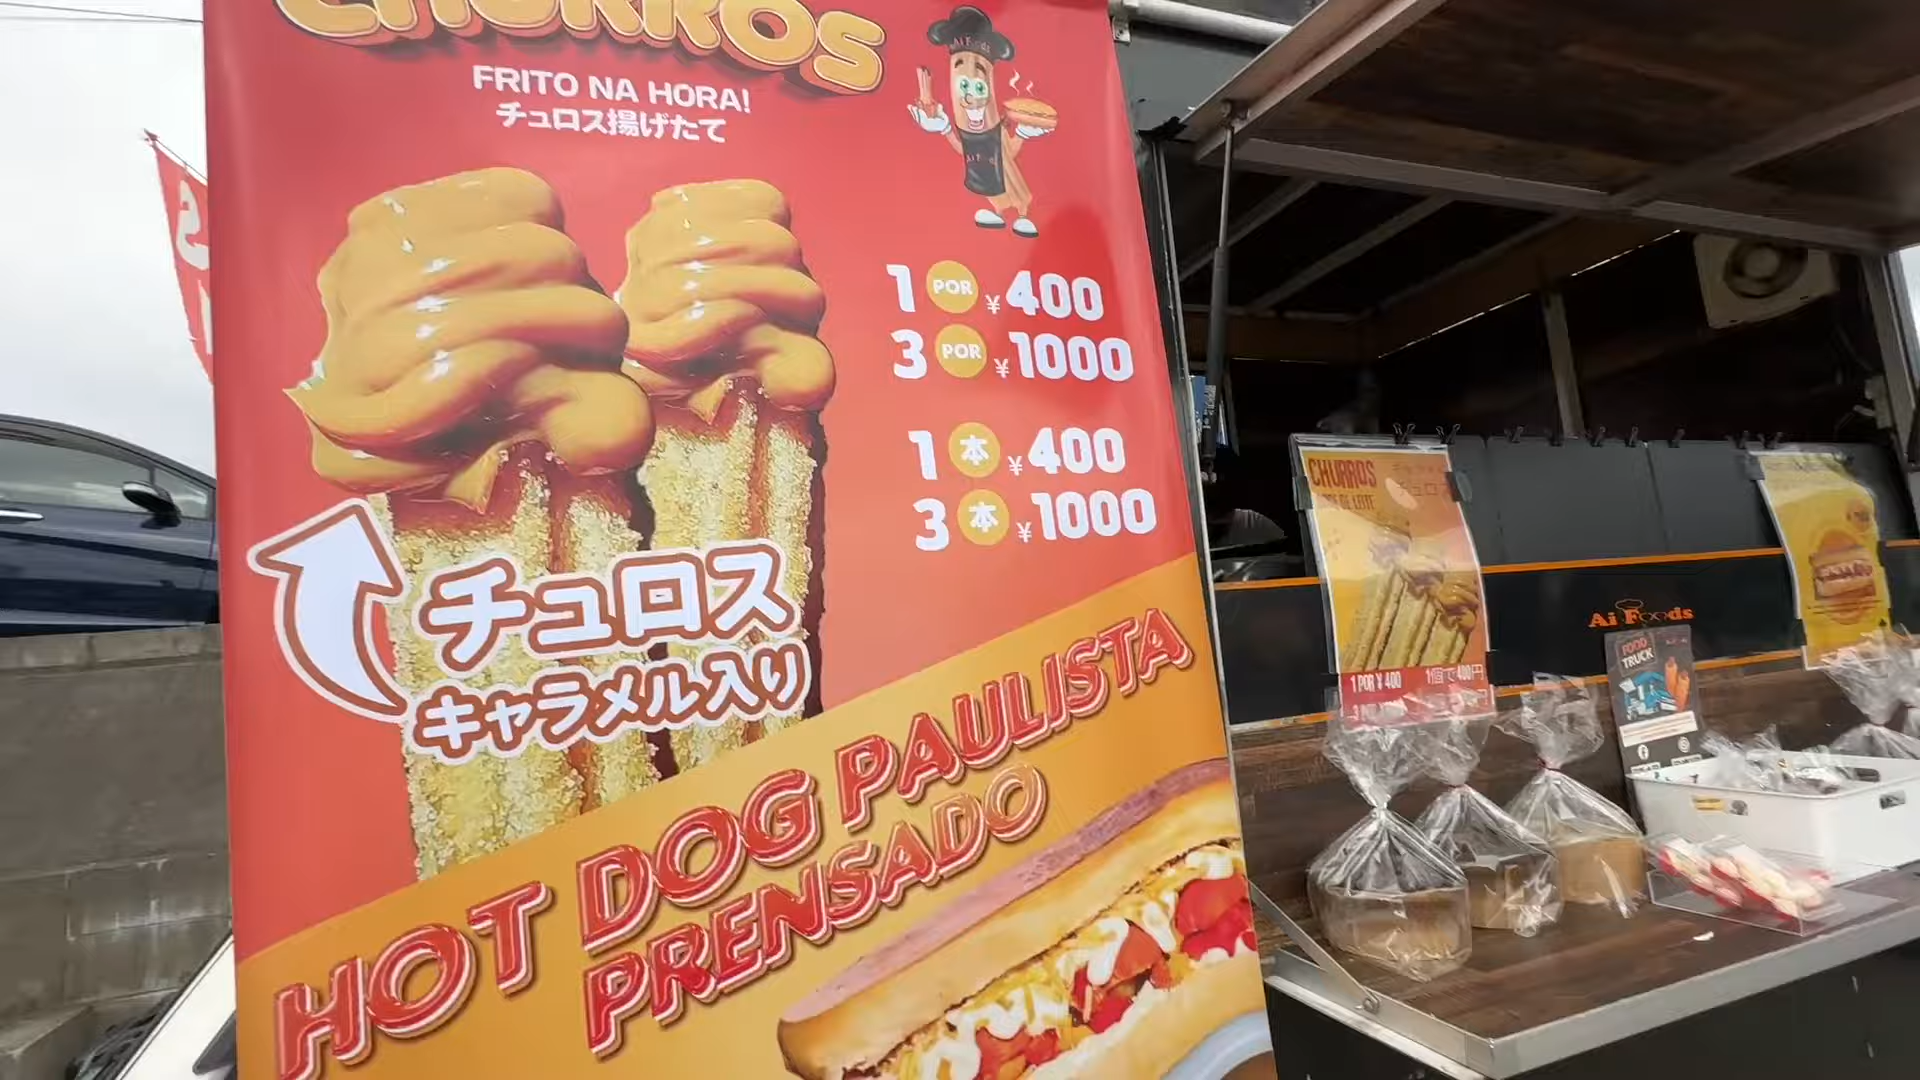 CHURROS
FRITO NA HORA!
チュロス揚げたて
1 POR ¥400
3 POR ¥1000
1 本 ¥400
3 本 ¥1000
チュロス
キャラメル入り
HOT DOG PAULISTA
PRENSADO
CHURROS
1 POR ¥400 1個で400円
Ai Foods
FOOD
TRUCK